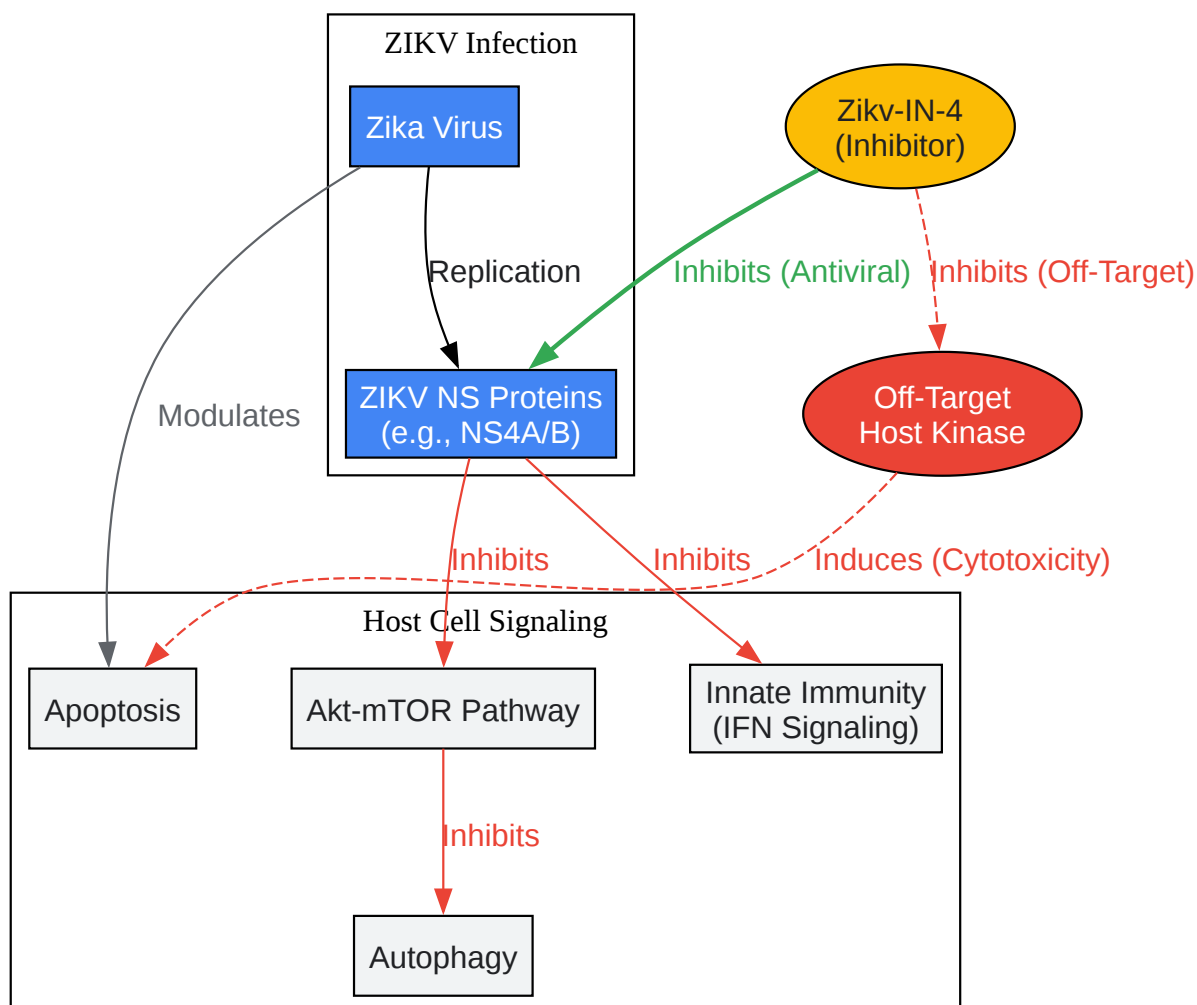 ZIKV Infection
Zika Virus
Zikv-IN-4
(Inhibitor)
Replication
Inhibits (Antiviral)
Inhibits (Off-Target)
ZIKV NS Proteins
(e.g., NS4A/B)
Off-Target
Host Kinase
Modulates
Inhibits
Inhibits
Induces (Cytotoxicity)
Host Cell Signaling
Apoptosis
Akt-mTOR Pathway
Innate Immunity
(IFN Signaling)
Inhibits
Autophagy